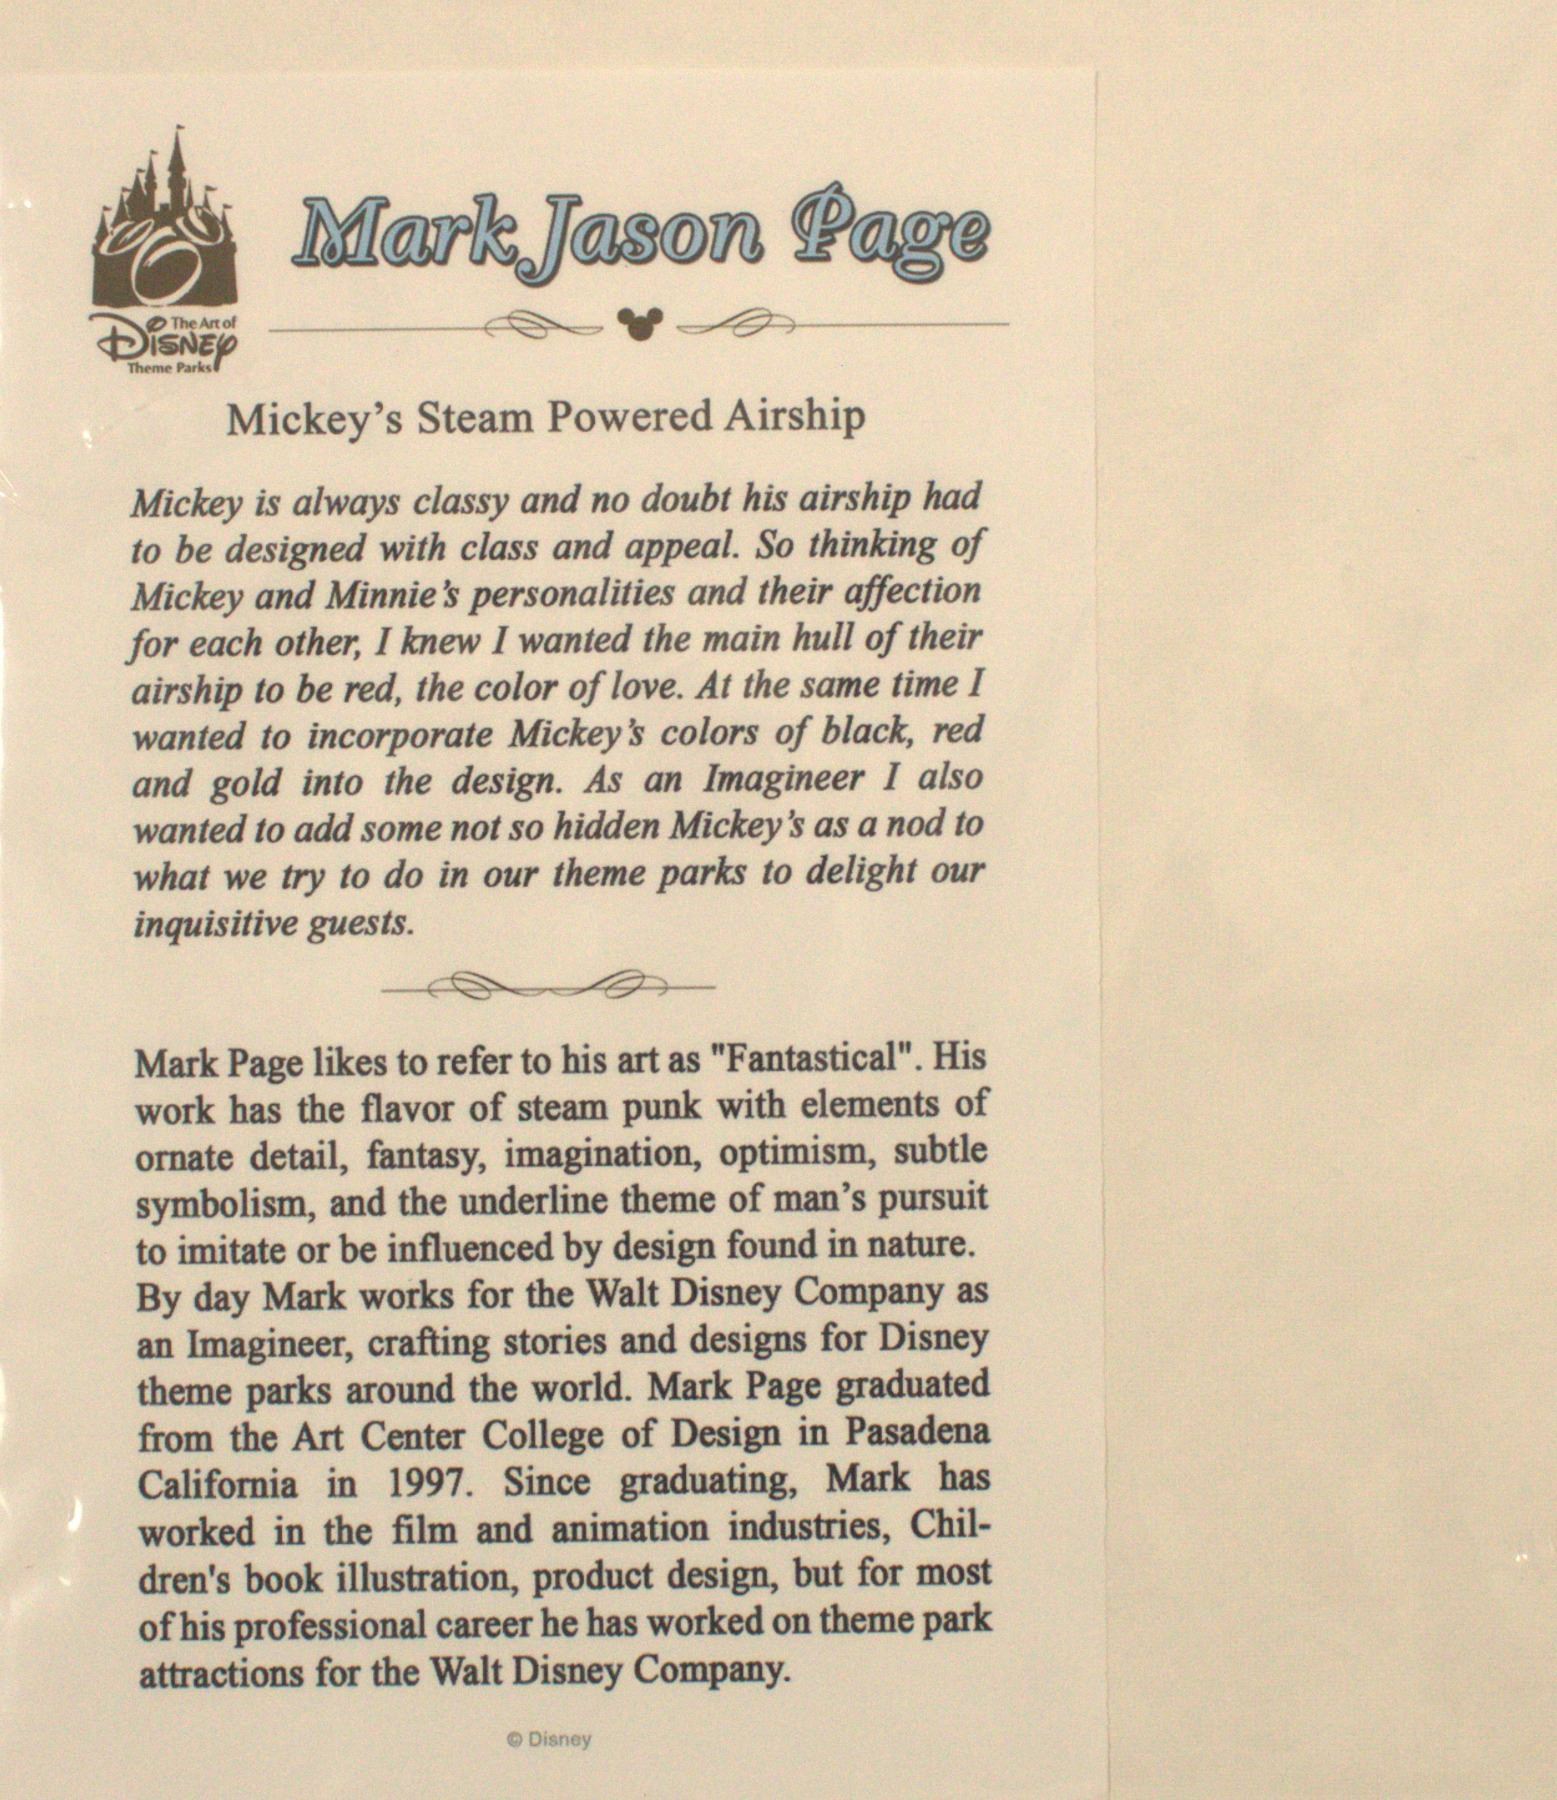 Mark Jason Page
The Art of
Disney
Theme Parks
Mickey’s Steam Powered Airship
Mickey is always classy and no doubt his airship had
to be designed with class and appeal. So thinking of
Mickey and Minnie’s personalities and their affection
for each other, I knew I wanted the main hull of their
airship to be red, the color of love. At the same time I
wanted to incorporate Mickey’s colors of black, red
and gold into the design. As an Imagineer I also
wanted to add some not so hidden Mickey’s as a nod to
what we try to do in our theme parks to delight our
inquisitive guests.
Mark Page likes to refer to his art as "Fantastical". His
work has the flavor of steam punk with elements of
ornate detail, fantasy, imagination, optimism, subtle
symbolism, and the underline theme of man’s pursuit
to imitate or be influenced by design found in nature.
By day Mark works for the Walt Disney Company as
an Imagineer, crafting stories and designs for Disney
theme parks around the world. Mark Page graduated
from the Art Center College of Design in Pasadena
California in 1997. Since graduating, Mark has
worked in the film and animation industries, Chil-
dren's book illustration, product design, but for most
of his professional career he has worked on theme park
attractions for the Walt Disney Company.
© Disney